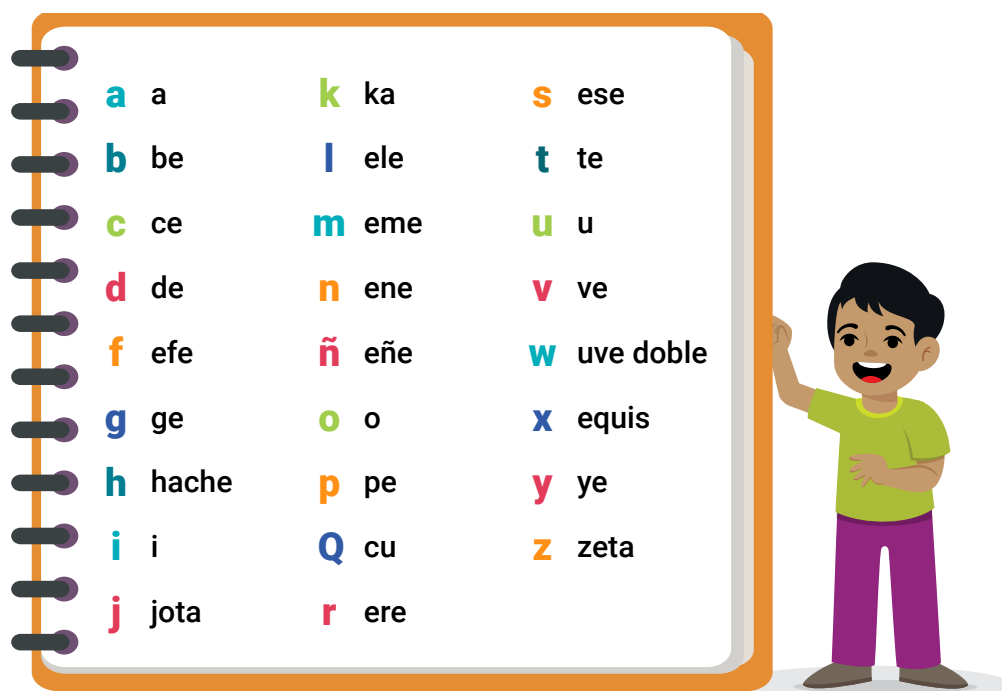 a a
b be
c ce
d de
f efe
g ge
h hache
i i
j jota
k ka
l ele
m eme
n ene
ñ eñe
o o
p pe
Q cu
r ere
s ese
t te
u u
v ve
w uve doble
x equis
y ye
z zeta